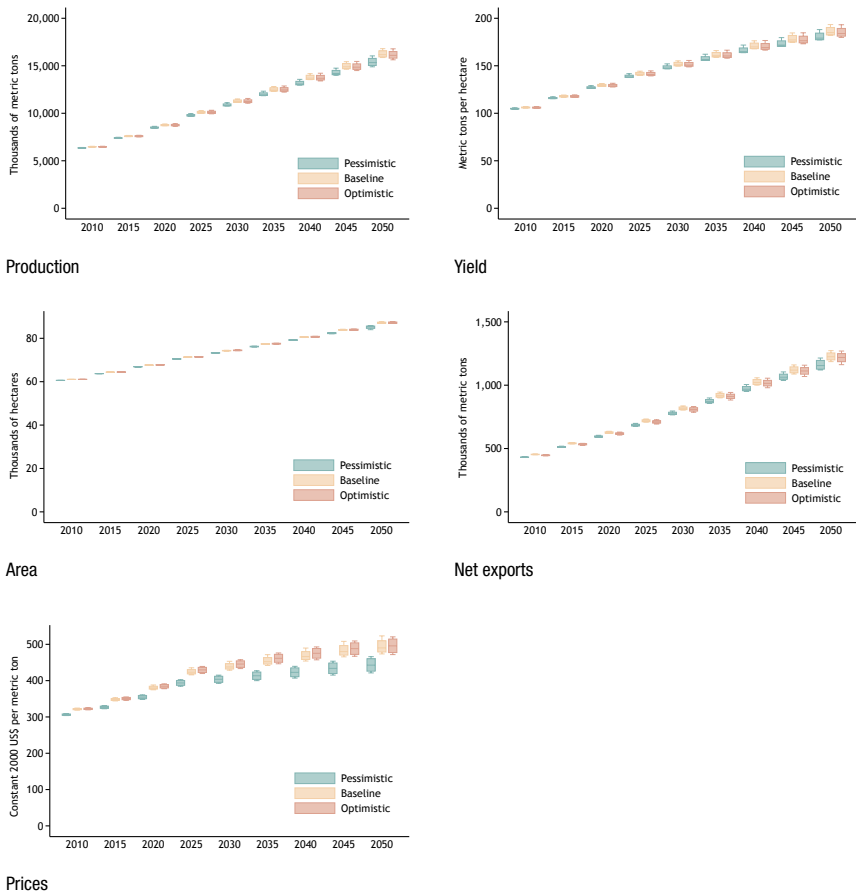 Thousands of metric tons
20,000
15,000
10,000
5,000
0
Pessimistic
Baseline
Optimistic
2010 2015 2020 2025 2030 2035 2040 2045 2050
Production
Metric tons per hectare
200
150
100
50
0
Pessimistic
Baseline
Optimistic
2010 2015 2020 2025 2030 2035 2040 2045 2050
Yield
Thousands of hectares
80
60
40
20
0
Pessimistic
Baseline
Optimistic
2010 2015 2020 2025 2030 2035 2040 2045 2050
Area
Thousands of metric tons
1,500
1,000
500
0
Pessimistic
Baseline
Optimistic
2010 2015 2020 2025 2030 2035 2040 2045 2050
Net exports
Constant 2000 US$ per metric ton
500
400
300
200
100
0
Pessimistic
Baseline
Optimistic
2010 2015 2020 2025 2030 2035 2040 2045 2050
Prices